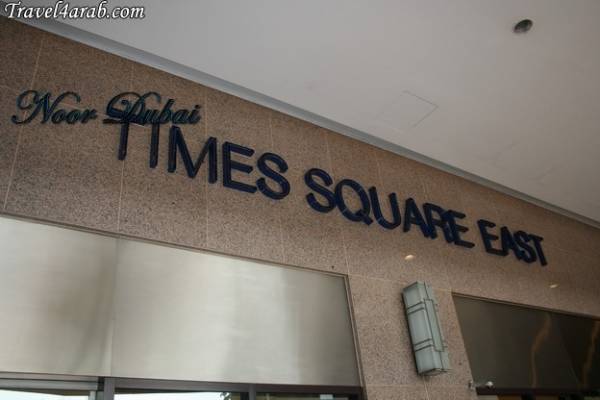 Travel4arab.com
Noor Dubai
TIMES SQUARE EAST